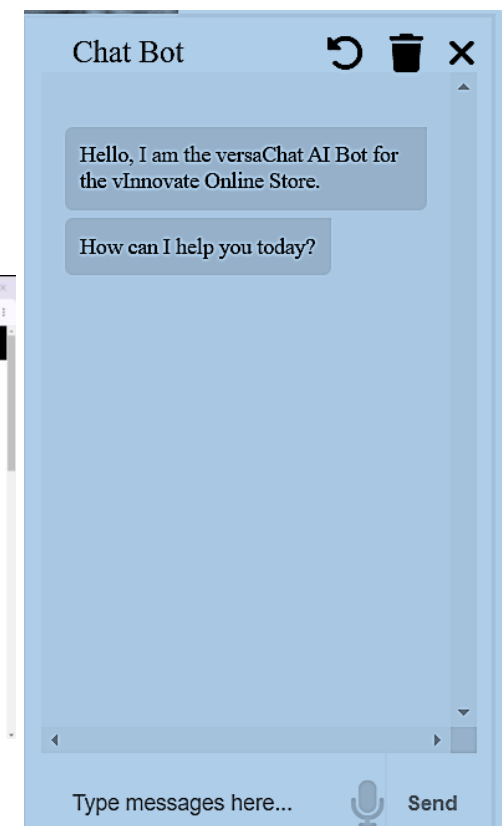 Chat Bot
Hello, I am the versaChat AI Bot for
the vInnovate Online Store.
How can I help you today?
Type messages here...
Send